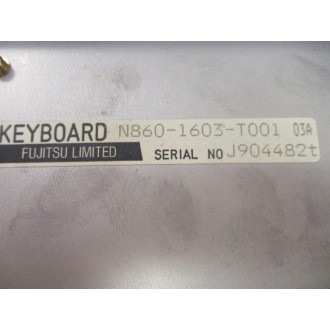 KEYBOARD N860-1603-T001 03A
FUJITSU LIMITED SERIAL NO J904482t